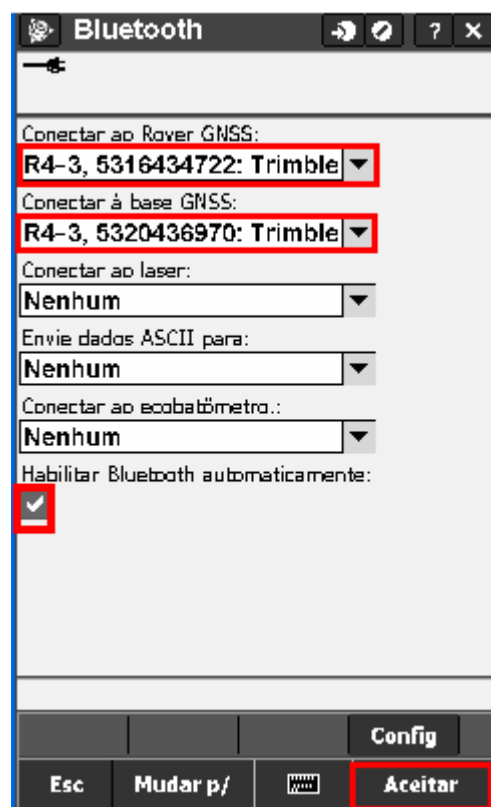 Bluetooth
? X
Conectar ao Rover GNSS:
R4-3, 5316434722: Trimble
Conectar à base GNSS:
R4-3, 5320436970: Trimble
Conectar ao laser:
Nenhum
Envie dados ASCII para:
Nenhum
Conectar ao ecobatömetro.:
Nenhum
Habilitar Bluetooth automaticamente:
Config
Esc Mudar p/ Aceitar